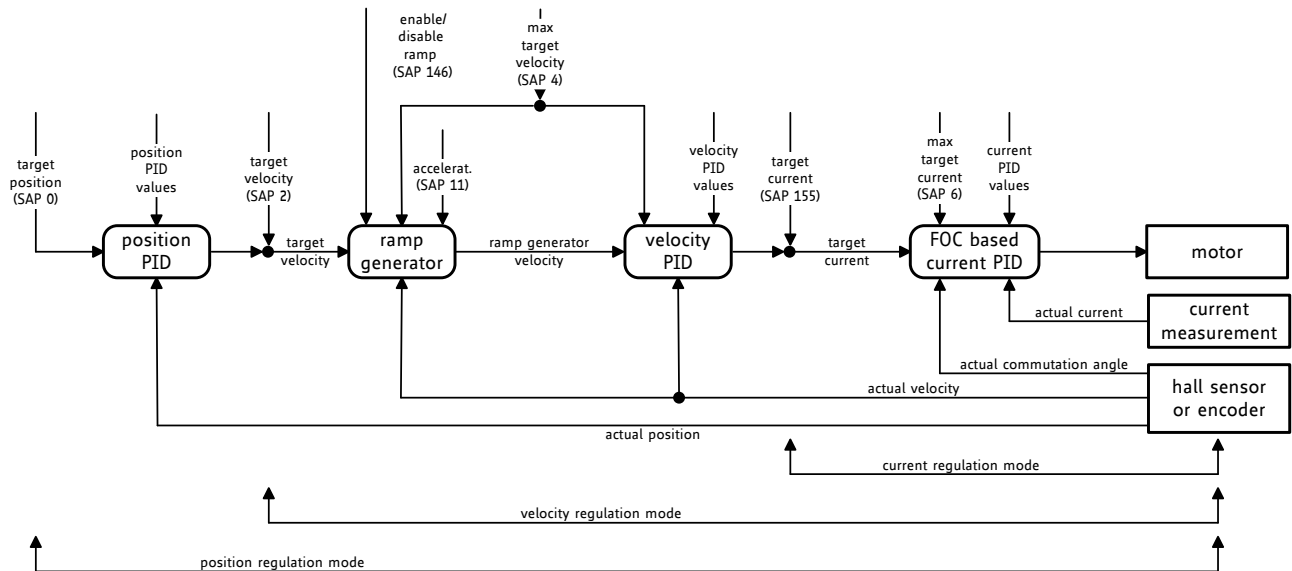 enable/
disable
ramp
(SAP 146)
max
target
velocity
(SAP 4)
target
position
(SAP 0)
position
PID
values
target
velocity
(SAP 2)
accelerat.
(SAP 11)
velocity
PID
values
target
current
(SAP 155)
max
target
current
(SAP 6)
current
PID
values
position
PID
target
velocity
ramp
generator
ramp generator
velocity
velocity
PID
target
current
FOC based
current PID
motor
actual current
current
measurement
actual commutation angle
actual velocity
hall sensor
or encoder
actual position
current regulation mode
velocity regulation mode
position regulation mode